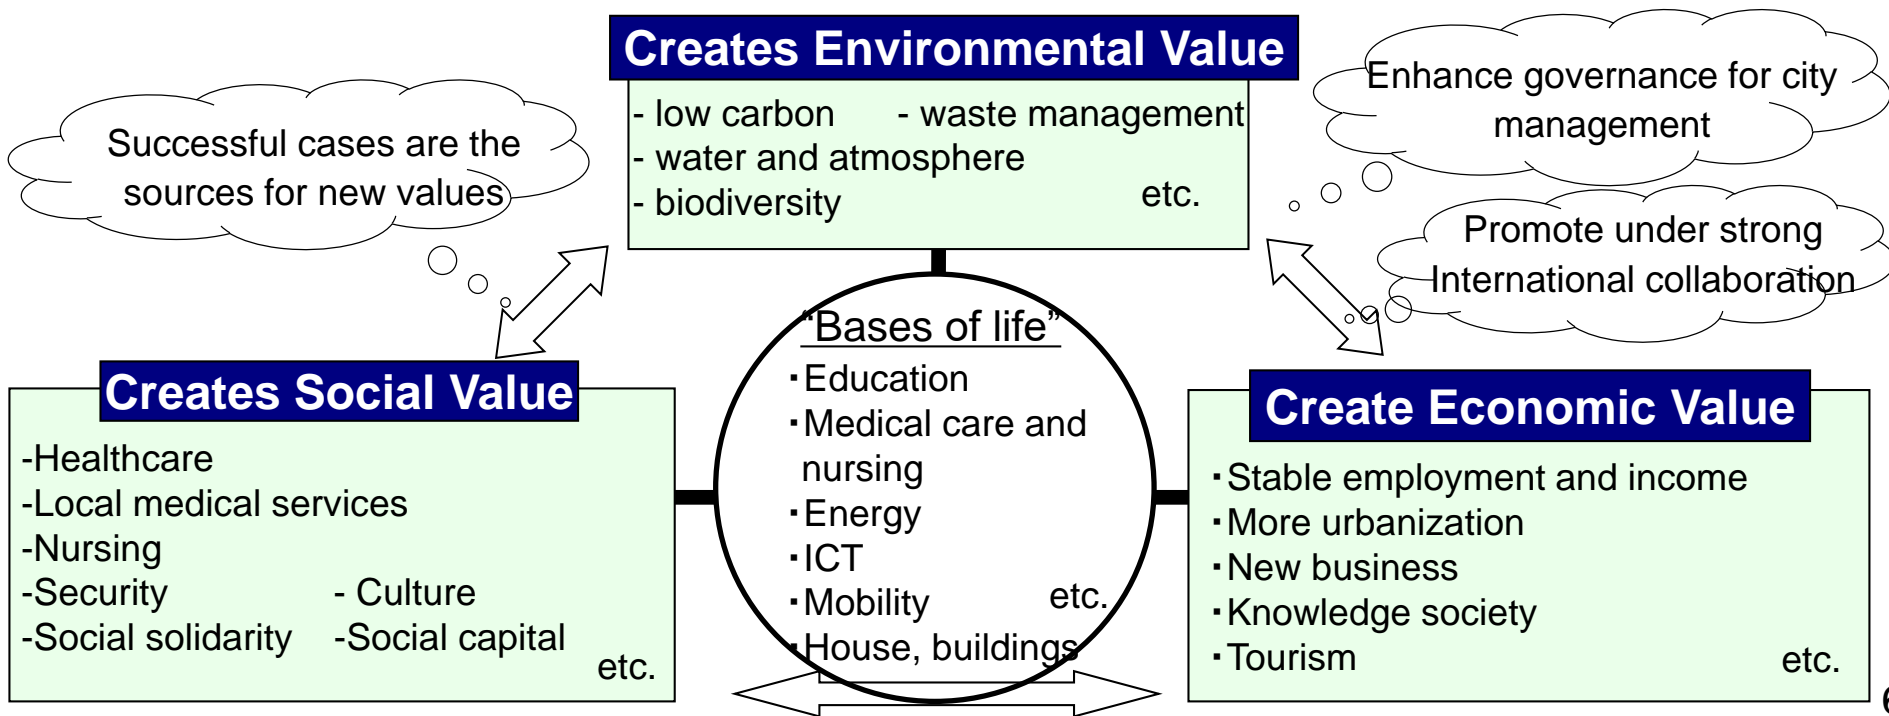 Creates Environmental Value
- low carbon - waste management
- water and atmosphere
- biodiversity
etc.
Successful cases are the
sources for new values
Enhance governance for city
management
Promote under strong
International collaboration
"Bases of life"
・Education
・Medical care and
nursing
・Energy
・ICT
・Mobility
etc.
・House, buildings
Creates Social Value
-Healthcare
-Local medical services
-Nursing
-Security - Culture
-Social solidarity -Social capital
etc.
Create Economic Value
・Stable employment and income
・More urbanization
・New business
・Knowledge society
・Tourism
etc.